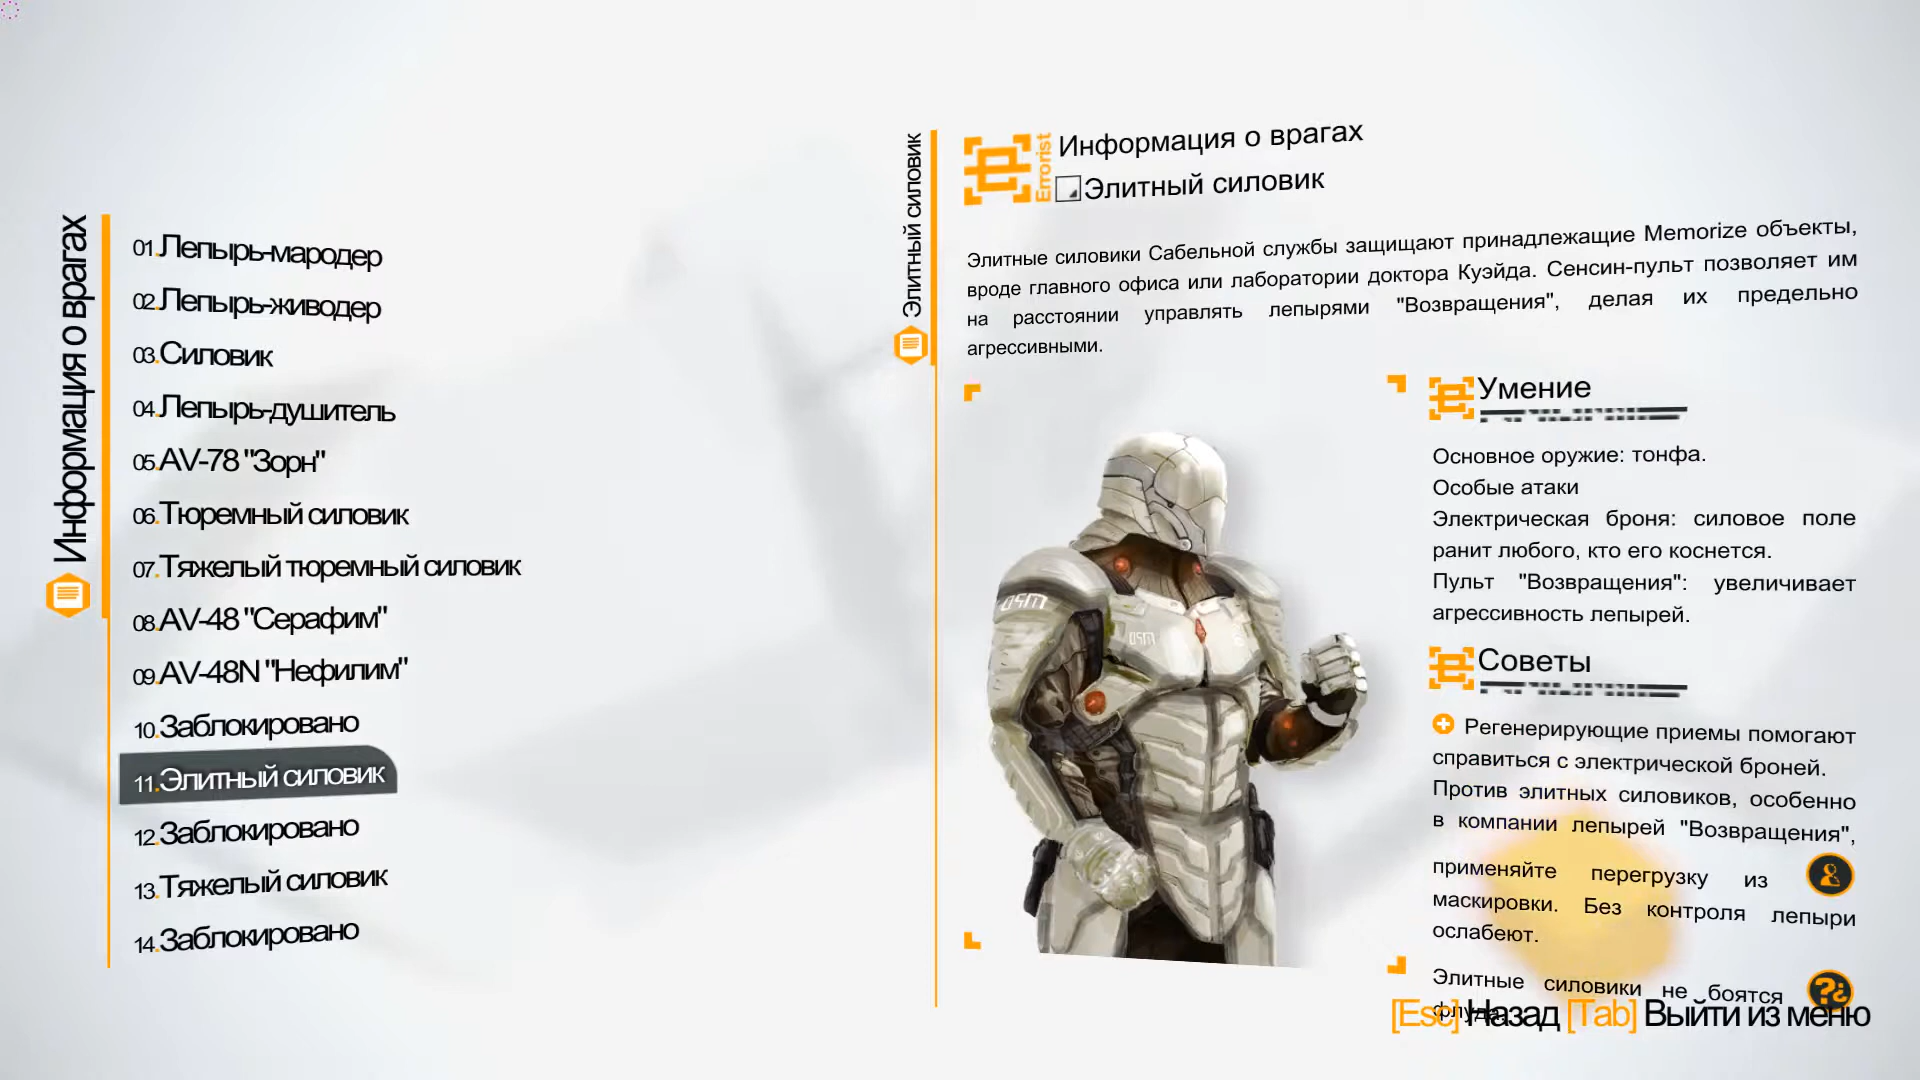 Информация о врагах
01.Лепырь-мародер
02.Лепырь-живодер
03.Силовик
04.Лепырь-душитель
05.AV-78 "Зорн"
06.Тюремный силовик
07.Тяжелый тюремный силовик
08.AV-48 "Серафим"
09.AV-48N "Нефилим"
10.Заблокировано
11.Элитный силовик
12.Заблокировано
13.Тяжелый силовик
14.Заблокировано
Элитный силовик
Errorist
Информация о врагах
Элитный силовик
Элитные силовики Сабельной службы защищают принадлежащие Memorize объекты,
вроде главного офиса или лаборатории доктора Куэйда. Сенсин-пульт позволяет им
на расстоянии управлять лепырями "Возвращения", делая их предельно
агрессивными.
Умение
Основное оружие: тонфа.
Особые атаки
Электрическая броня: силовое поле
ранит любого, кто его коснется.
Пульт "Возвращения": увеличивает
агрессивность лепырей.
Советы
Регенерирующие приемы помогают
справиться с электрической броней.
Против элитных силовиков, особенно
в компании лепырей "Возвращения",
применяйте перегрузку из
маскировки. Без контроля лепыри
ослабеют.
Элитные силовики не боятся
флуда.
[Esc] Назад [Tab] Выйти из меню